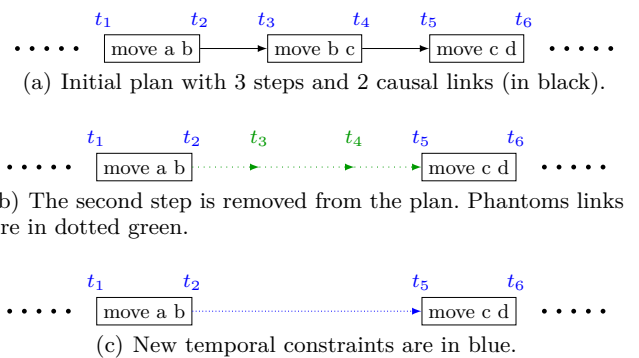 t1 t2 t3 t4 t5 t6
move a b move b c move c d
(a) Initial plan with 3 steps and 2 causal links (in black).
t1 t2 t3 t4 t5 t6
move a b move c d
b) The second step is removed from the plan. Phantoms links
re in dotted green.
t1 t2 t5 t6
move a b move c d
(c) New temporal constraints are in blue.